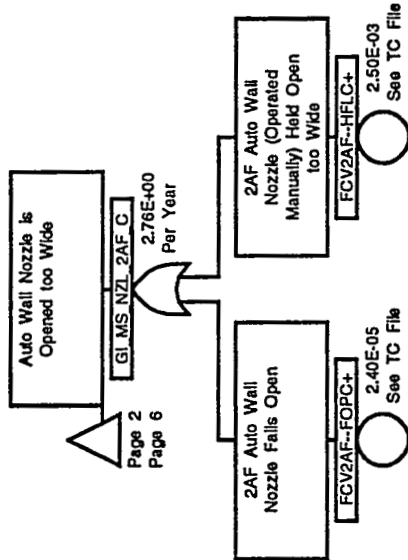 Auto Wall Nozzle is
Opened too Wide
GI_MS_NZL_2AF_C
2.76E+00
Per Year
Page 2
Page 6
2AF Auto Wall
Nozzle Fails Open
FCV2AF--FOPC+
2.40E-05
See TC File
2AF Auto Wall
Nozzle (Operated
Manually) Held Open
too Wide
FCV2AF--HFLC+
2.50E-03
See TC File